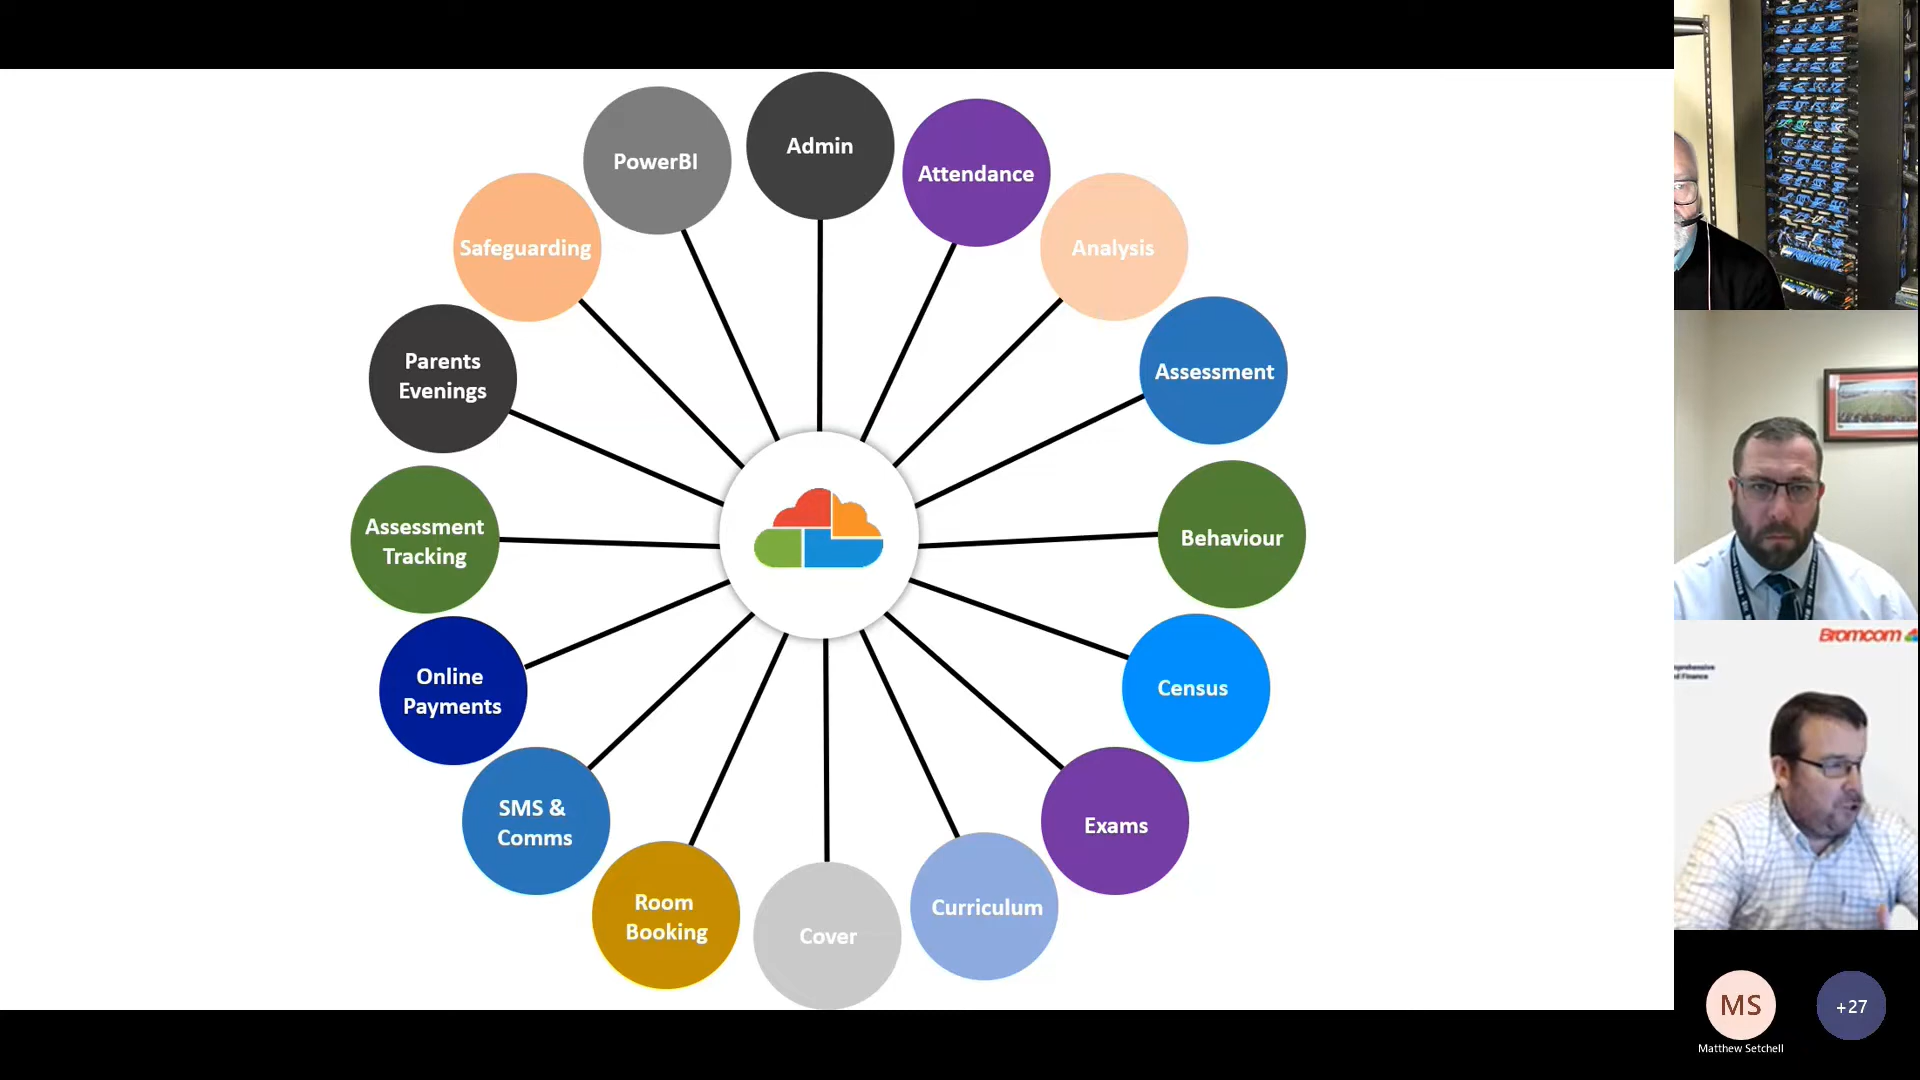 Admin
PowerBI
Attendance
Safeguarding
Analysis
Parents
Evenings
Assessment
Assessment
Tracking
Behaviour
Online
Payments
Census
SMS &
Comms
Exams
Room
Booking
Cover
Curriculum
Bromcom
MS
+27
Matthew Setchell